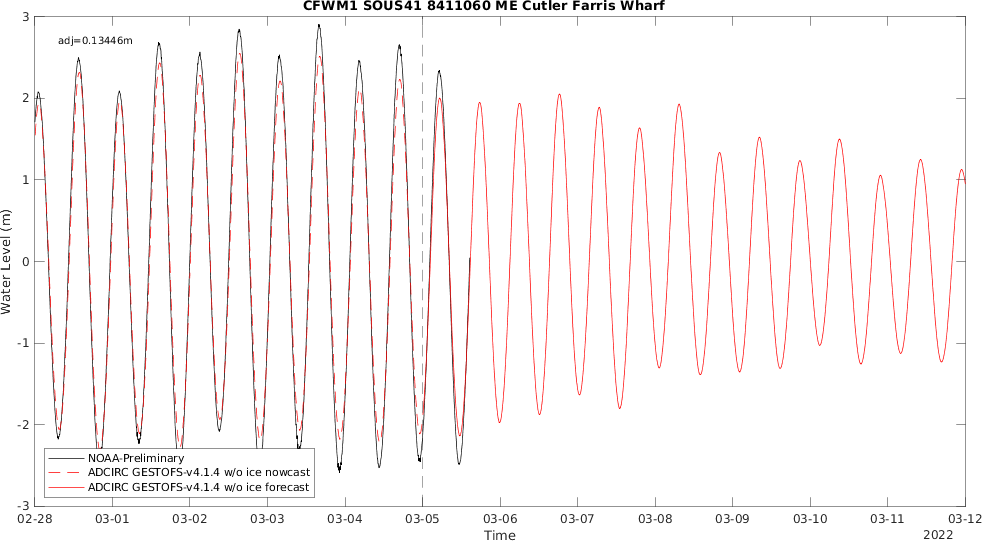 CFWM1 SOUS41 8411060 ME Cutler Farris Wharf
adj=0.13446m
3
2
1
0
-1
-2
-3
Water Level (m)
NOAA-Preliminary
ADCIRC GESTOFS-v4.1.4 w/o ice nowcast
ADCIRC GESTOFS-v4.1.4 w/o ice forecast
02-28 03-01 03-02 03-03 03-04 03-05 03-06 03-07 03-08 03-09 03-10 03-11 03-12
Time
2022